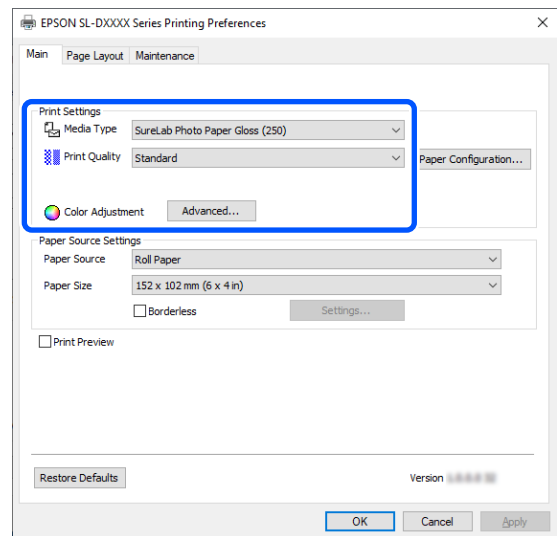 EPSON SL-DXXXX Series Printing Preferences
Main Page Layout Maintenance
Print Settings
Media Type SureLab Photo Paper Gloss (250)
Print Quality Standard Paper Configuration...
Color Adjustment Advanced...
Paper Source Settings
Paper Source Roll Paper
Paper Size 152 x 102 mm (6 x 4 in)
Borderless Settings...
Print Preview
Restore Defaults Version
OK Cancel Apply